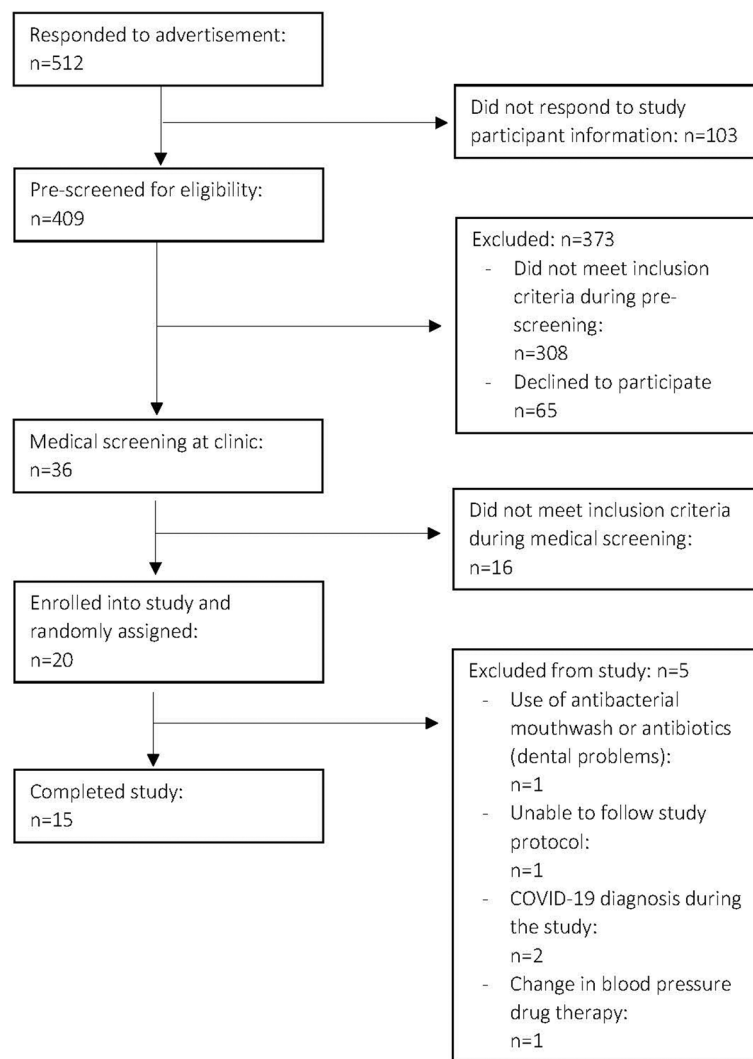 Responded to advertisement:
n=512
Did not respond to study
participant information: n=103
Pre-screened for eligibility:
n=409
Excluded: n=373
- Did not meet inclusion
criteria during pre-
screening:
n=308
- Declined to participate
n=65
Medical screening at clinic:
n=36
Did not meet inclusion criteria
during medical screening:
n=16
Enrolled into study and
randomly assigned:
n=20
Excluded from study: n=5
- Use of antibacterial
mouthwash or antibiotics
(dental problems):
n=1
- Unable to follow study
protocol:
n=1
- COVID-19 diagnosis during
the study:
n=2
- Change in blood pressure
drug therapy:
n=1
Completed study:
n=15